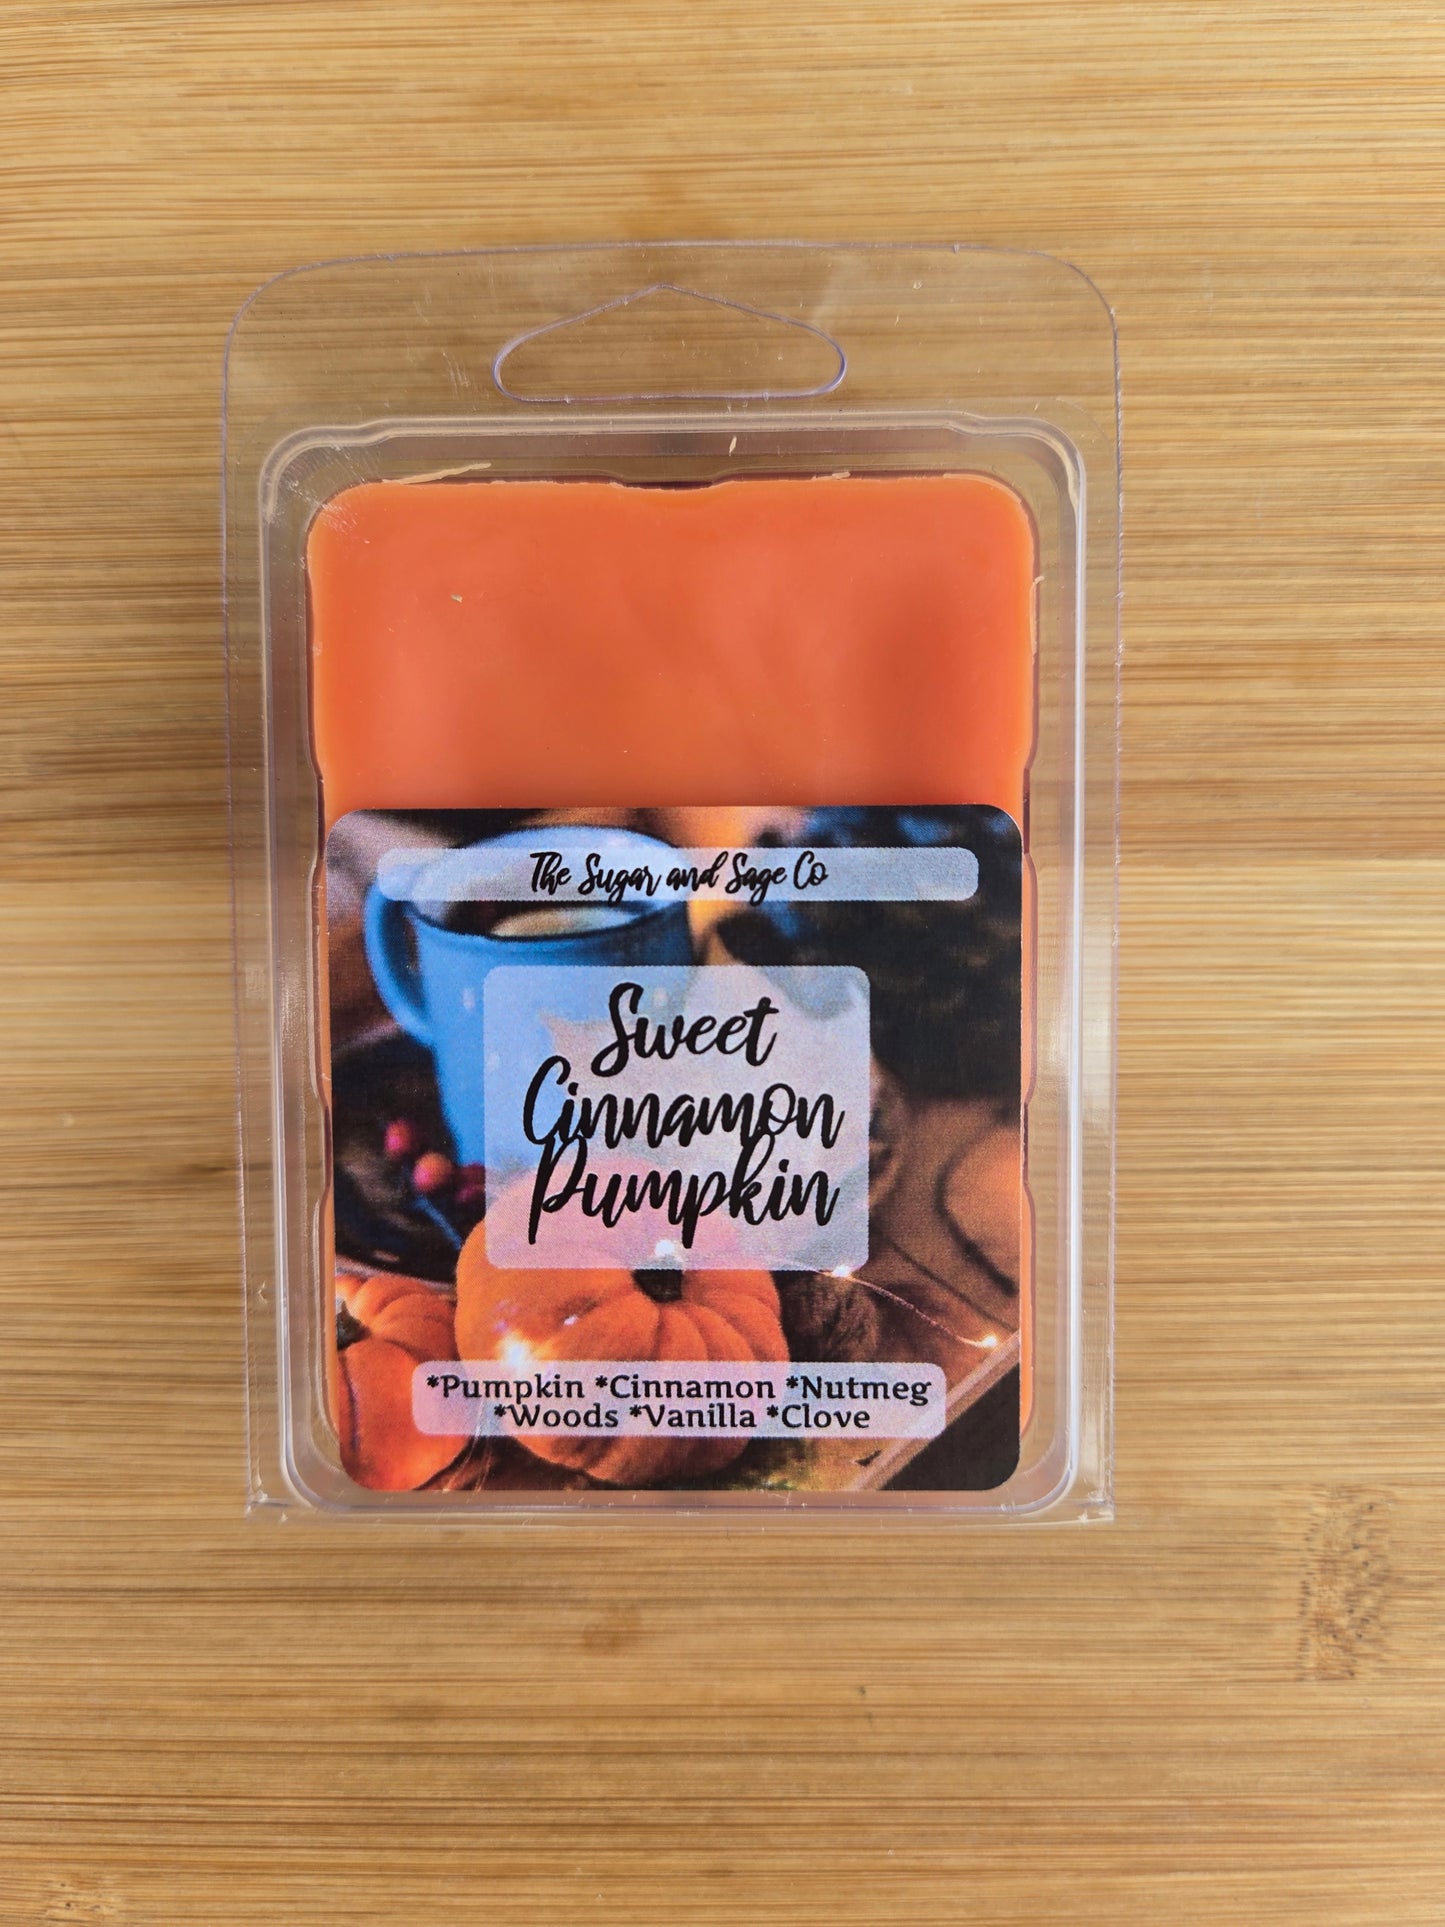 The Sugar and Sage Co
Sweet
Cinnamon
Pumpkin
*Pumpkin *Cinnamon *Nutmeg
*Woods *Vanilla *Clove